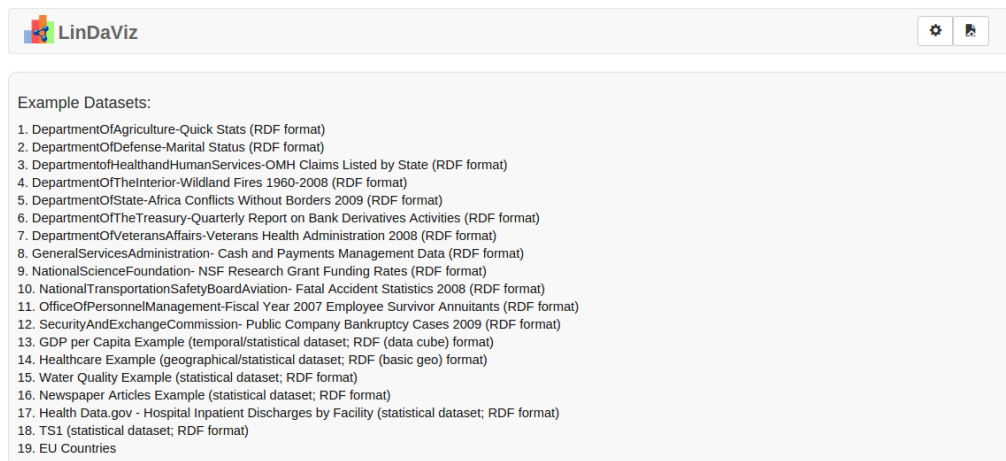 LinDaViz
Example Datasets:
1. DepartmentOfAgriculture-Quick Stats (RDF format)
2. DepartmentOfDefense-Marital Status (RDF format)
3. DepartmentofHealthandHumanServices-OMH Claims Listed by State (RDF format)
4. DepartmentOfTheInterior-Wildland Fires 1960-2008 (RDF format)
5. DepartmentOfState-Africa Conflicts Without Borders 2009 (RDF format)
6. DepartmentOfTheTreasury-Quarterly Report on Bank Derivatives Activities (RDF format)
7. DepartmentOfVeteransAffairs-Veterans Health Administration 2008 (RDF format)
8. GeneralServicesAdministration- Cash and Payments Management Data (RDF format)
9. NationalScienceFoundation- NSF Research Grant Funding Rates (RDF format)
10. NationalTransportationSafetyBoardAviation- Fatal Accident Statistics 2008 (RDF format)
11. OfficeOfPersonnelManagement-Fiscal Year 2007 Employee Survivor Annuitants (RDF format)
12. SecurityAndExchangeCommission- Public Company Bankruptcy Cases 2009 (RDF format)
13. GDP per Capita Example (temporal/statistical dataset; RDF (data cube) format)
14. Healthcare Example (geographical/statistical dataset; RDF (basic geo) format)
15. Water Quality Example (statistical dataset; RDF format)
16. Newspaper Articles Example (statistical dataset; RDF format)
17. Health Data.gov - Hospital Inpatient Discharges by Facility (statistical dataset; RDF format)
18. TS1 (statistical dataset; RDF format)
19. EU Countries